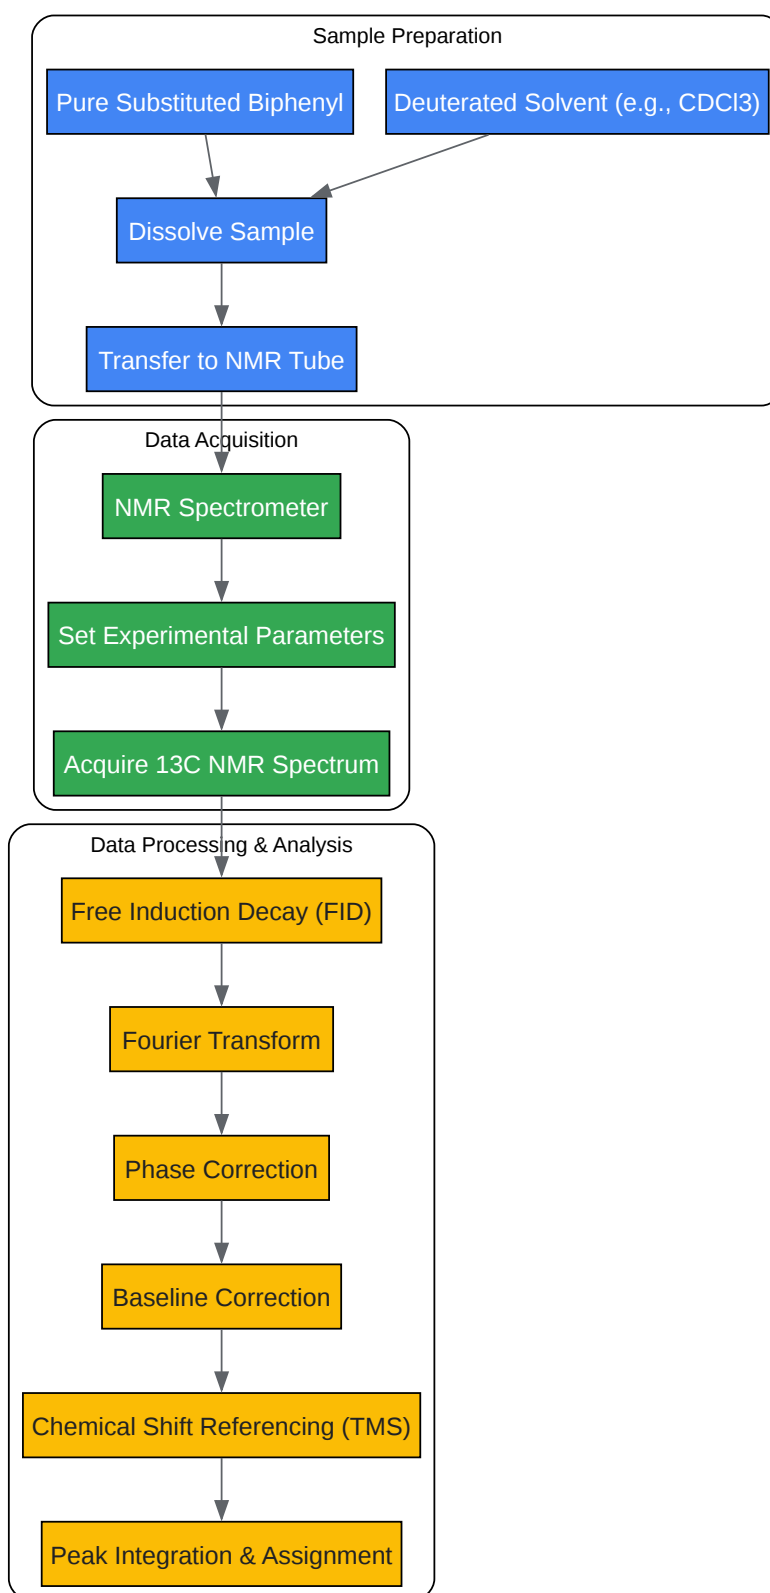 Sample Preparation
Pure Substituted Biphenyl
Deuterated Solvent (e.g., CDCl3)
Dissolve Sample
Transfer to NMR Tube
Data Acquisition
NMR Spectrometer
Set Experimental Parameters
Acquire 13C NMR Spectrum
Data Processing & Analysis
Free Induction Decay (FID)
Fourier Transform
Phase Correction
Baseline Correction
Chemical Shift Referencing (TMS)
Peak Integration & Assignment